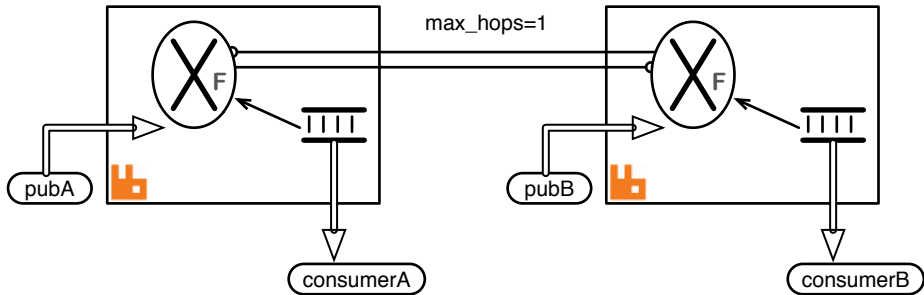 max_hops=1
F
F
pubA
pubB
consumerA
consumerB